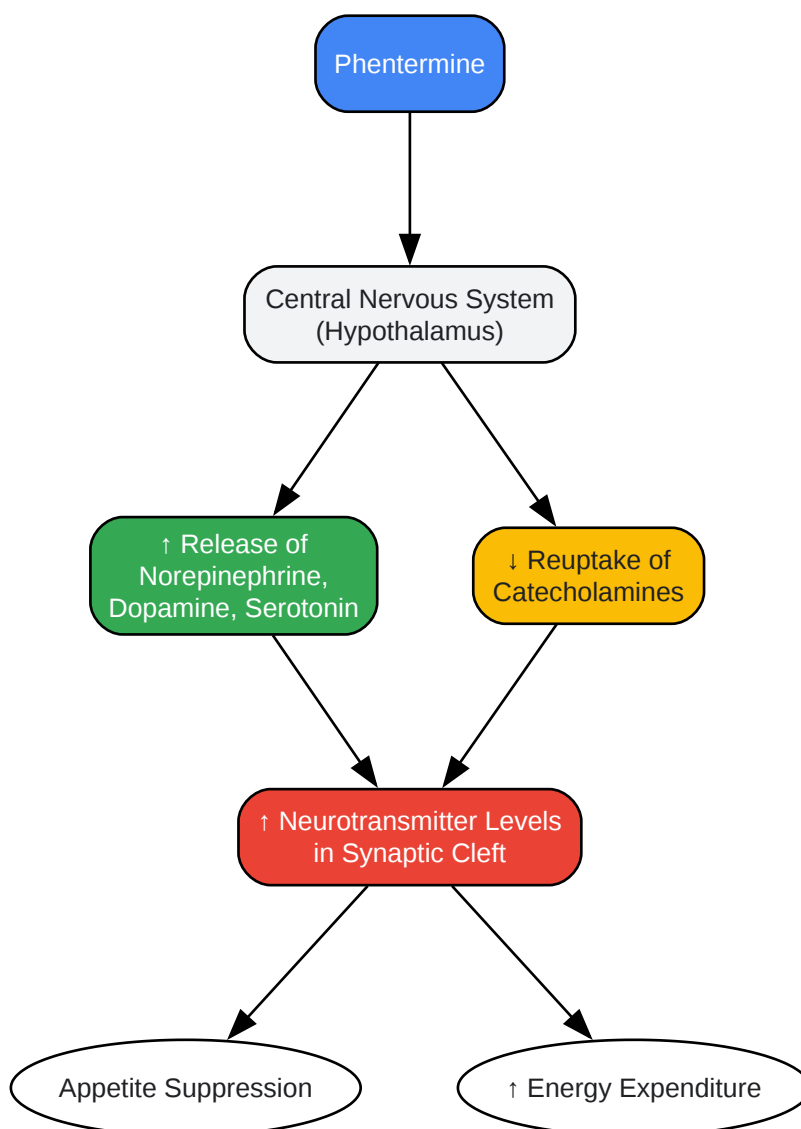 Phentermine
Central Nervous System
(Hypothalamus)
↑ Release of
Norepinephrine,
Dopamine, Serotonin
↓ Reuptake of
Catecholamines
↑ Neurotransmitter Levels
in Synaptic Cleft
Appetite Suppression
↑ Energy Expenditure